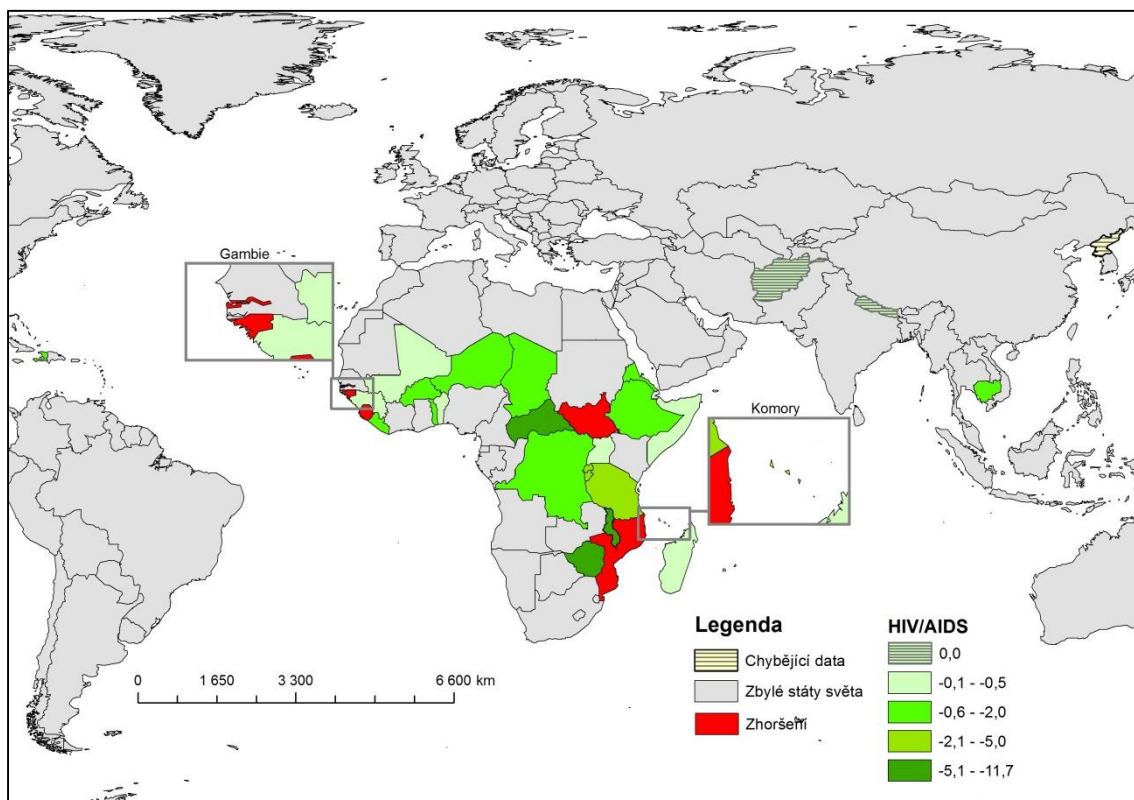 Gambie
Komory
Legenda
Chybějící data
Zbylé státy světa
Zhoršení
HIV/AIDS
0,0
-0,1 - -0,5
-0,6 - -2,0
-2,1 - -5,0
-5,1 - -11,7
0 1 650 3 300 6 600 km